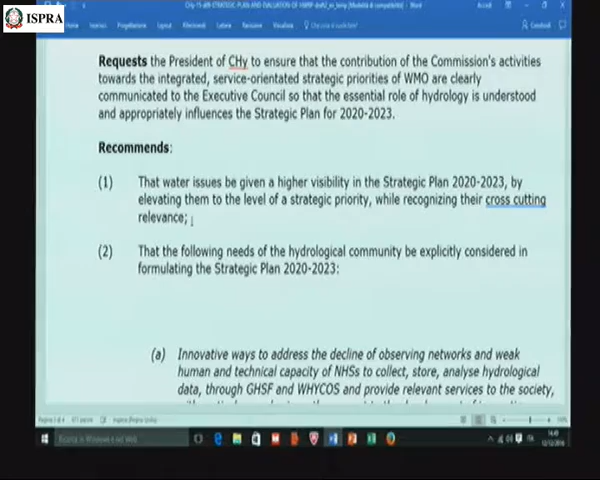 ISPRA
Requests the President of CHy to ensure that the contribution of the Commission's activities
towards the integrated, service-orientated strategic priorities of WMO are clearly
communicated to the Executive Council so that the essential role of hydrology is understood
and appropriately influences the Strategic Plan for 2020-2023.
Recommends:
(1) That water issues be given a higher visibility in the Strategic Plan 2020-2023, by
elevating them to the level of a strategic priority, while recognizing their cross cutting
relevance;
(2) That the following needs of the hydrological community be explicitly considered in
formulating the Strategic Plan 2020-2023:
(a) Innovative ways to address the decline of observing networks and weak
human and technical capacity of NHSs to collect, store, analyse hydrological
data, through GHSF and WHYCOS and provide relevant services to the society,